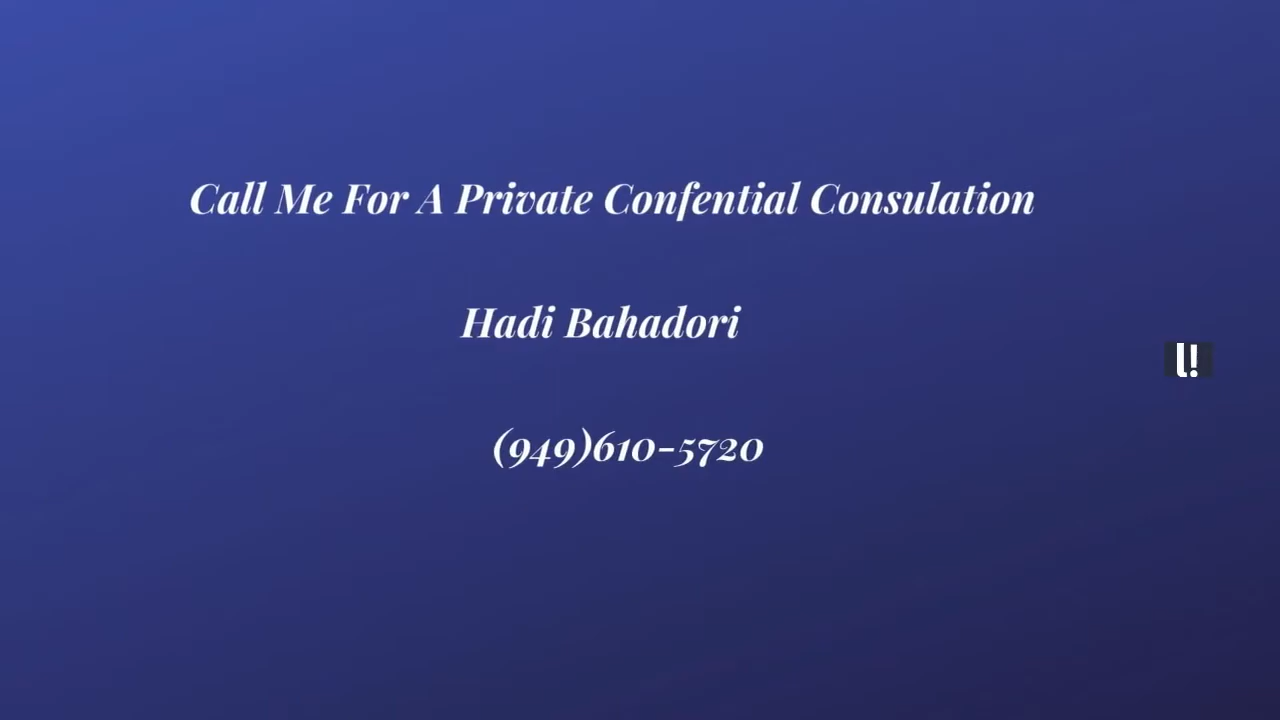 Call Me For A Private Confential Consulation
Hadi Bahadori
l!
(949)610-5720